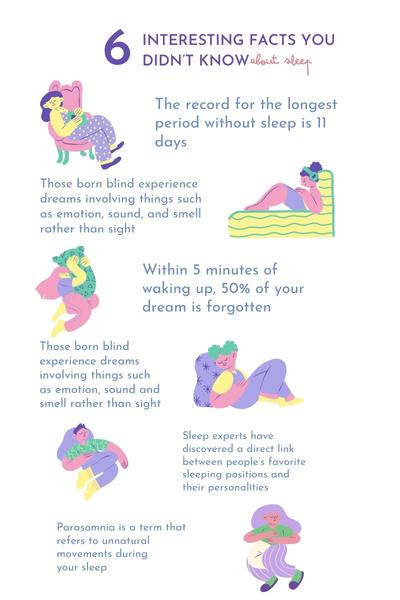 6 INTERESTING FACTS YOU
DIDN'T KNOW about sleep
The record for the longest
period without sleep is 11
days
Those born blind experience
dreams involving things such
as emotion, sound, and smell
rather than sight
Within 5 minutes of
waking up, 50% of your
dream is forgotten
Those born blind
experience dreams
involving things such
as emotion, sound and
smell rather than sight
Sleep experts have
discovered a direct link
between people's favorite
sleeping positions and
their personalities
Parasomnia is a term that
refers to unnatural
movements during
your sleep